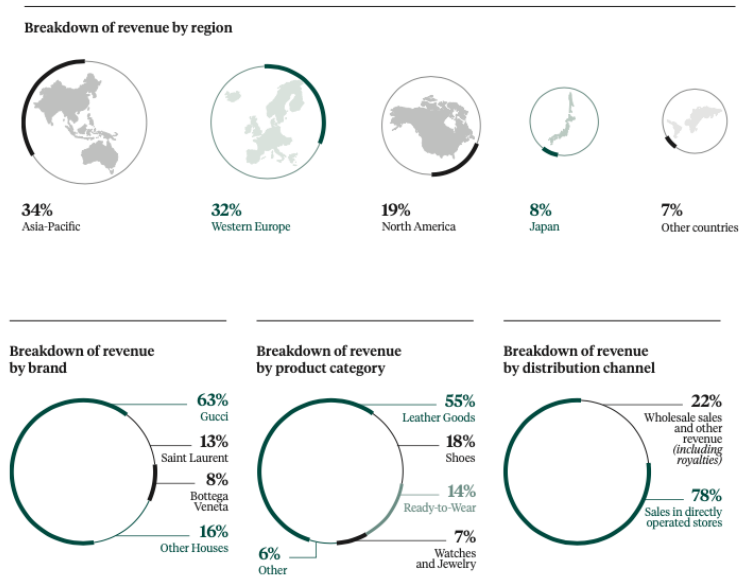 Breakdown of revenue by region
34%
Asia-Pacific
32%
Western Europe
19%
North America
8%
Japan
7%
Other countries
Breakdown of revenue
by brand
63%
Gucci
13%
Saint Laurent
8%
Bottega
Veneta
16%
Other Houses
Breakdown of revenue
by product category
55%
Leather Goods
18%
Shoes
14%
Ready-to-Wear
7%
Watches
and Jewelry
6%
Other
Breakdown of revenue
by distribution channel
22%
Wholesale sales
and other
revenue
(including
royalties)
78%
Sales in directly
operated stores